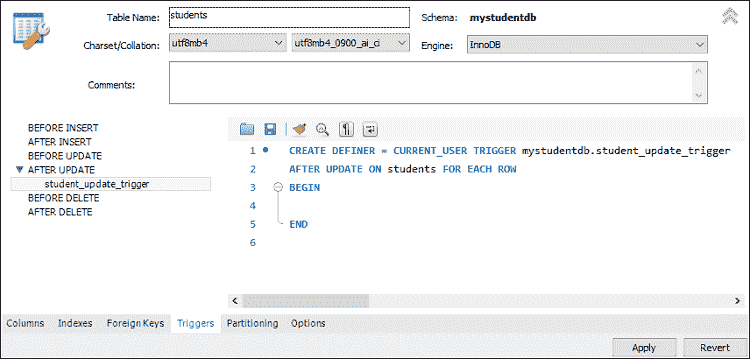 Table Name: students Schema: mystudentdb
Charset/Collation: utf8mb4 utf8mb4_0900_ai_ci Engine: InnoDB
Comments:
BEFORE INSERT
AFTER INSERT
BEFORE UPDATE
AFTER UPDATE
student_update_trigger
BEFORE DELETE
AFTER DELETE
1 CREATE DEFINER = CURRENT_USER TRIGGER mystudentdb.student_update_trigger
2 AFTER UPDATE ON students FOR EACH ROW
3 BEGIN
4
5 END
6
Columns Indexes Foreign Keys Triggers Partitioning Options
Apply Revert